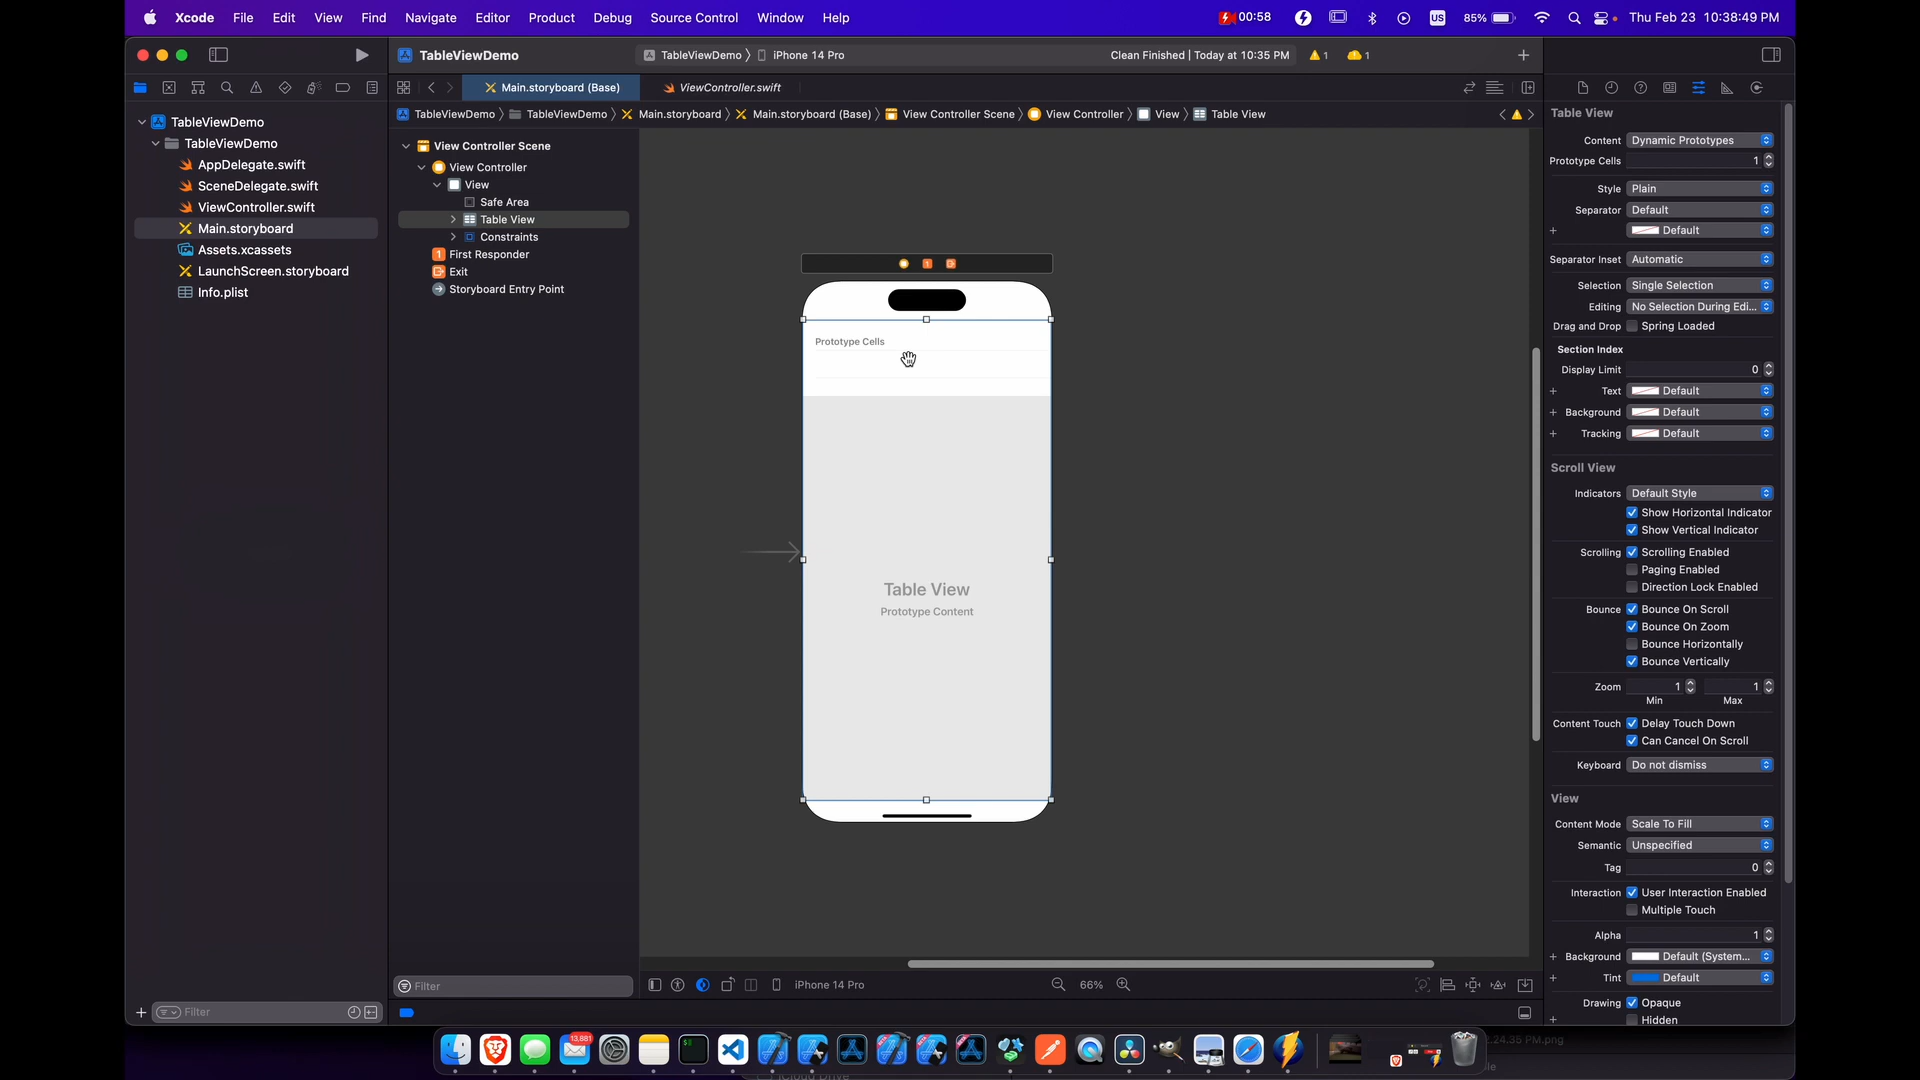 Xcode File Edit View Find Navigate Editor Product Debug Source Control Window Help 00:58 US 85% Thu Feb 23 10:38:49 PM
TableViewDemo TableViewDemo iPhone 14 Pro Clean Finished | Today at 10:35 PM 1 1
Main.storyboard (Base) ViewController.swift
TableViewDemo TableViewDemo Main.storyboard Main.storyboard (Base) View Controller Scene View Controller View Table View
TableViewDemo
TableViewDemo
AppDelegate.swift
SceneDelegate.swift
ViewController.swift
Main.storyboard
Assets.xcassets
LaunchScreen.storyboard
Info.plist
Filter
View Controller Scene
View Controller
View
Safe Area
Table View
Constraints
1 First Responder
Exit
Storyboard Entry Point
Filter
1
Prototype Cells
Table View
Prototype Content
iPhone 14 Pro 66%
Table View
Content Dynamic Prototypes
Prototype Cells 1
Style Plain
Separator Default
Default
Separator Inset Automatic
Selection Single Selection
Editing No Selection During Edi...
Drag and Drop Spring Loaded
Section Index
Display Limit 0
Text Default
Background Default
Tracking Default
Scroll View
Indicators Default Style
Show Horizontal Indicator
Show Vertical Indicator
Scrolling Scrolling Enabled
Paging Enabled
Direction Lock Enabled
Bounce Bounce On Scroll
Bounce On Zoom
Bounce Horizontally
Bounce Vertically
Zoom 1 1
Min Max
Content Touch Delay Touch Down
Can Cancel On Scroll
Keyboard Do not dismiss
View
Content Mode Scale To Fill
Semantic Unspecified
Tag 0
Interaction User Interaction Enabled
Multiple Touch
Alpha 1
Background Default (System...
Tint Default
Drawing Opaque
Hidden
13,881
2.24.35 PM.png